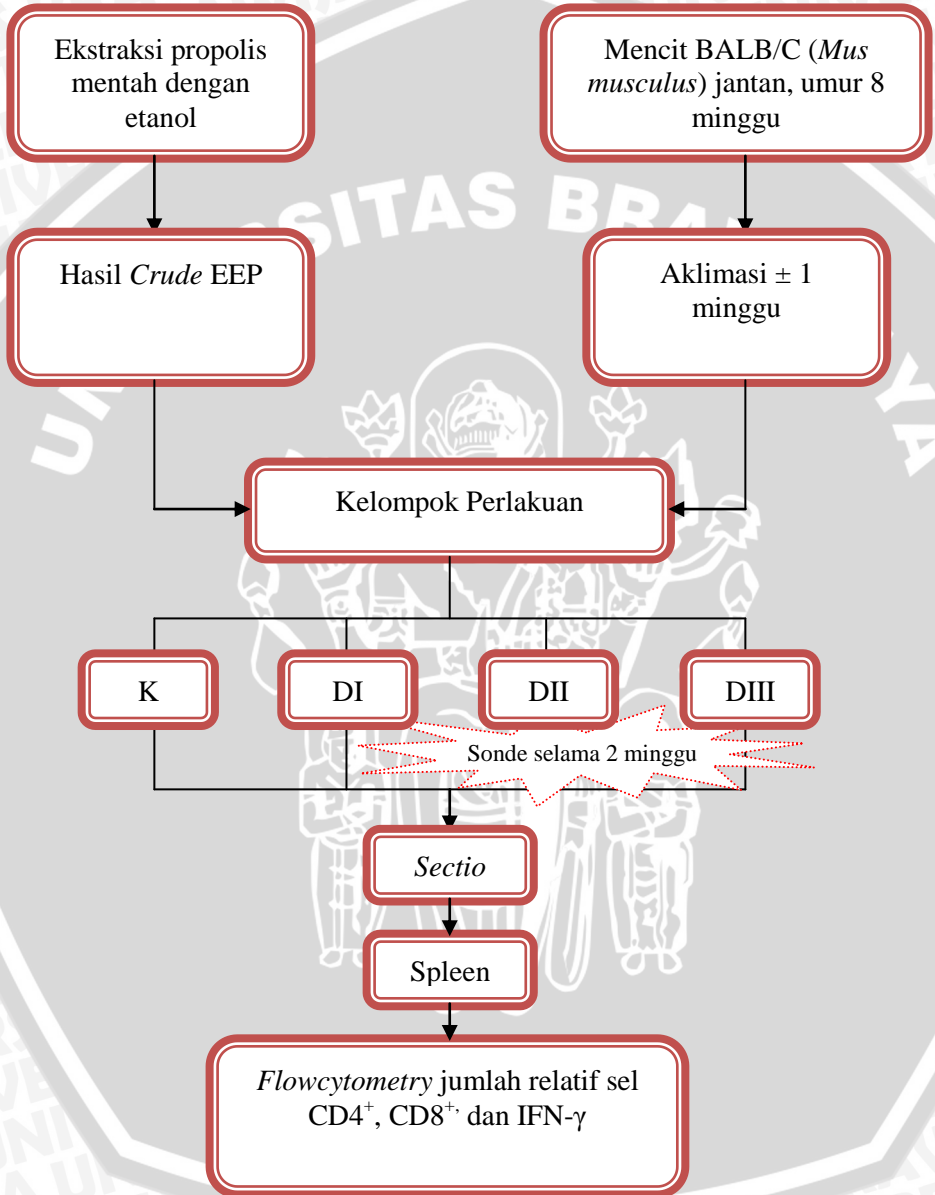 Ekstraksi propolis
mentah dengan
etanol
Mencit BALB/C (Mus
musculus) jantan, umur 8
minggu
UNIVERSITAS BRAWIJAYA
Hasil Crude EEP
Aklimasi ± 1
minggu
Kelompok Perlakuan
K
DI
DII
DIII
Sonde selama 2 minggu
Sectio
Spleen
Flowcytometry jumlah relatif sel
CD4⁺, CD8⁺, dan IFN-γ